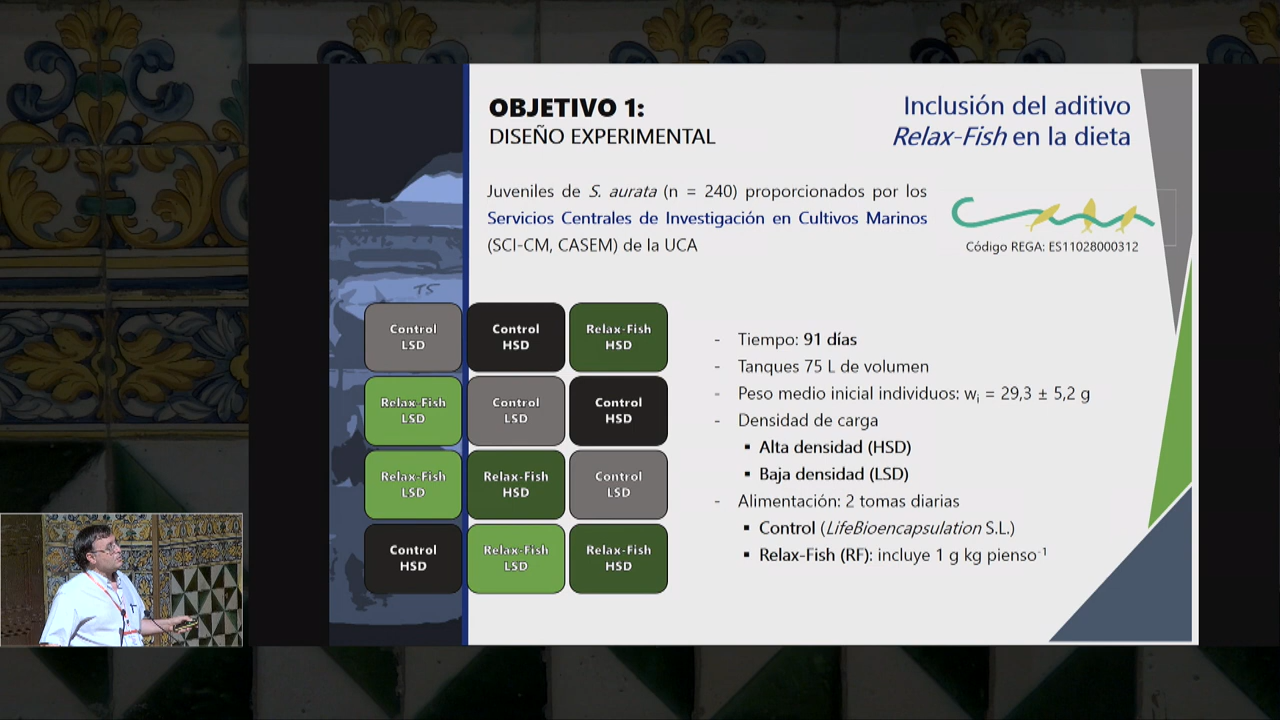 OBJETIVO 1:
DISEÑO EXPERIMENTAL
Inclusión del aditivo
Relax-Fish en la dieta
Juveniles de S. aurata (n = 240) proporcionados por los
Servicios Centrales de Investigación en Cultivos Marinos
(SCI-CM, CASEM) de la UCA
Código REGA: ES11028000312
TS
Control
LSD
Control
HSD
Relax-Fish
HSD
Relax-Fish
LSD
Control
LSD
Control
HSD
Relax-Fish
LSD
Relax-Fish
HSD
Control
LSD
Control
HSD
Relax-Fish
LSD
Relax-Fish
HSD
- Tiempo: 91 días
- Tanques 75 L de volumen
- Peso medio inicial individuos: wi = 29,3 ± 5,2 g
- Densidad de carga
▪ Alta densidad (HSD)
▪ Baja densidad (LSD)
- Alimentación: 2 tomas diarias
▪ Control (LifeBioencapsulation S.L.)
▪ Relax-Fish (RF): incluye 1 g kg pienso-1